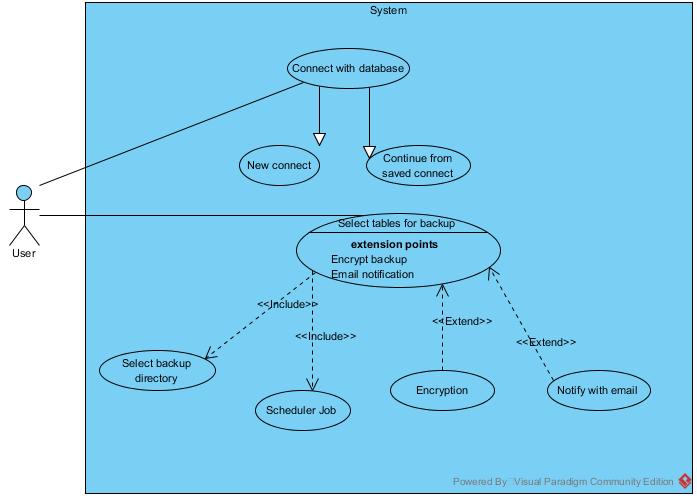 System
Connect with database
New connect
Continue from
saved connect
User
Select tables for backup
extension points
Encrypt backup
Email notification
<<Include>>
<<Include>>
<<Extend>>
<<Extend>>
Select backup
directory
Scheduler Job
Encryption
Notify with email
Powered By Visual Paradigm Community Edition